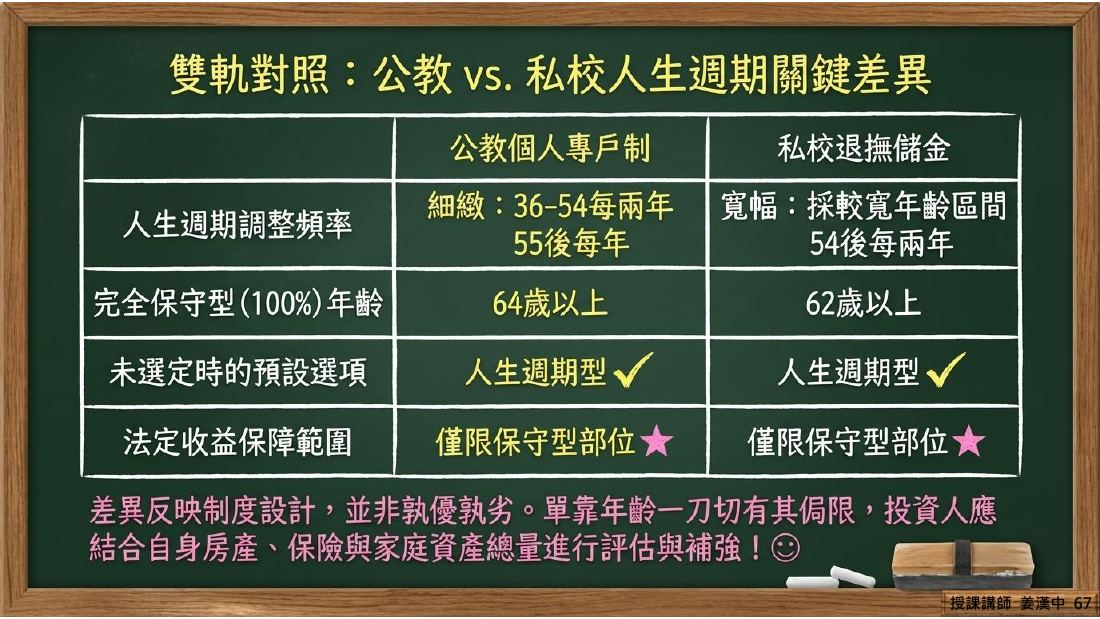 雙軌對照：公教 vs. 私校人生週期關鍵差異
公教個人專戶制
私校退撫儲金
人生週期調整頻率
細緻：36-54每兩年
55後每年
寬幅：採較寬年齡區間
54後每兩年
完全保守型(100%)年齡
64歲以上
62歲以上
未選定時的預設選項
人生週期型
人生週期型
法定收益保障範圍
僅限保守型部位
僅限保守型部位
差異反映制度設計，並非孰優孰劣。單靠年齡一刀切有其侷限，投資人應
結合自身房產、保險與家庭資產總量進行評估與補強！
授課講師 姜漢中 67